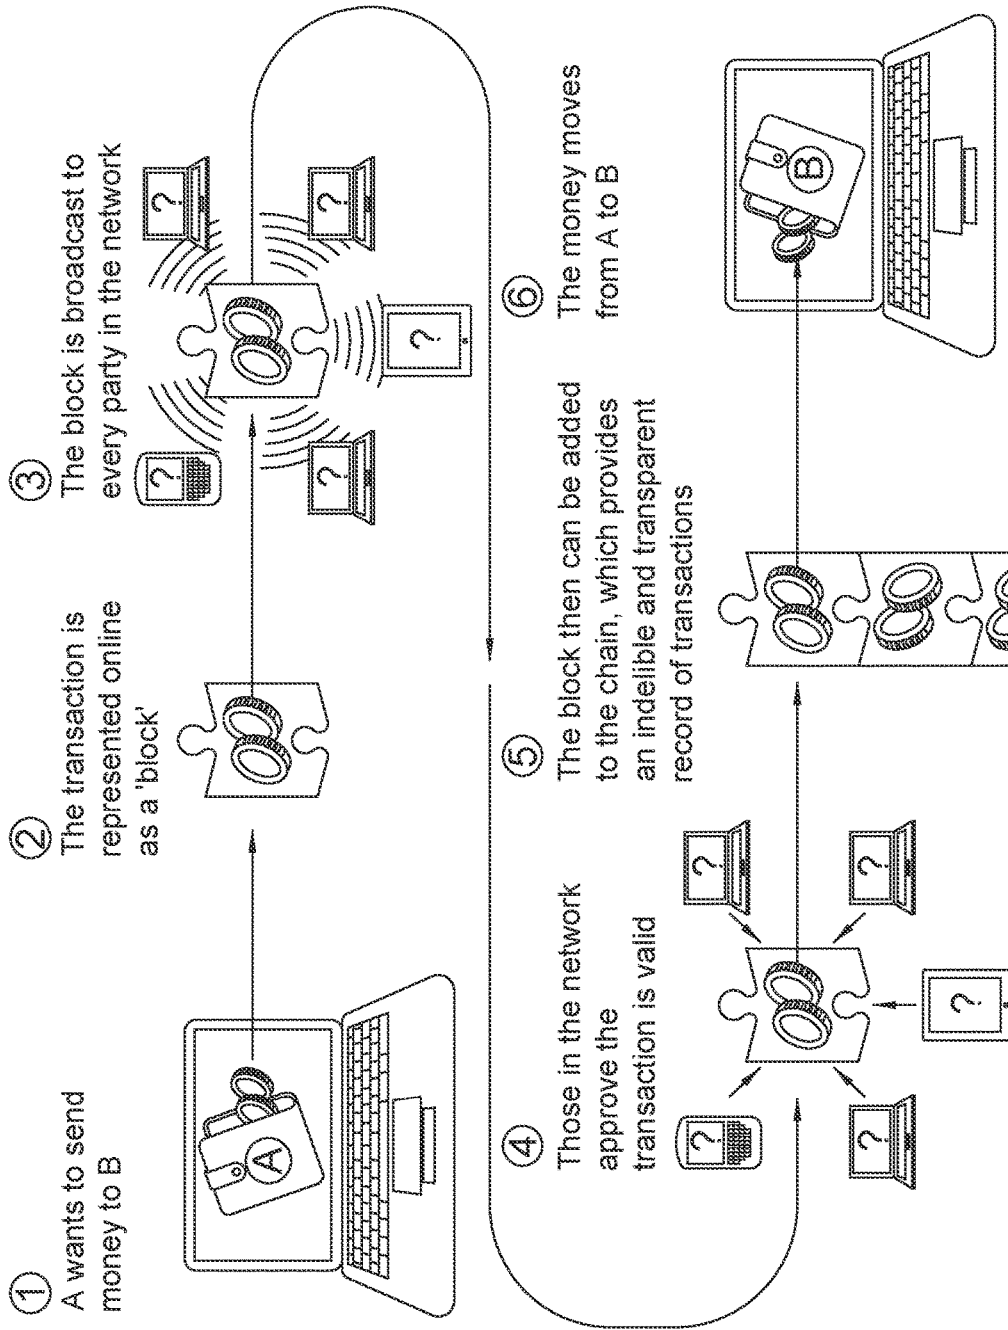 ①
A wants to send
money to B
A
②
The transaction is
represented online
as a 'block'
③
The block is broadcast to
every party in the network
?
?
?
?
?
④
Those in the network
approve the
transaction is valid
?
?
?
?
?
⑤
The block then can be added
to the chain, which provides
an indelible and transparent
record of transactions
⑥
The money moves
from A to B
B